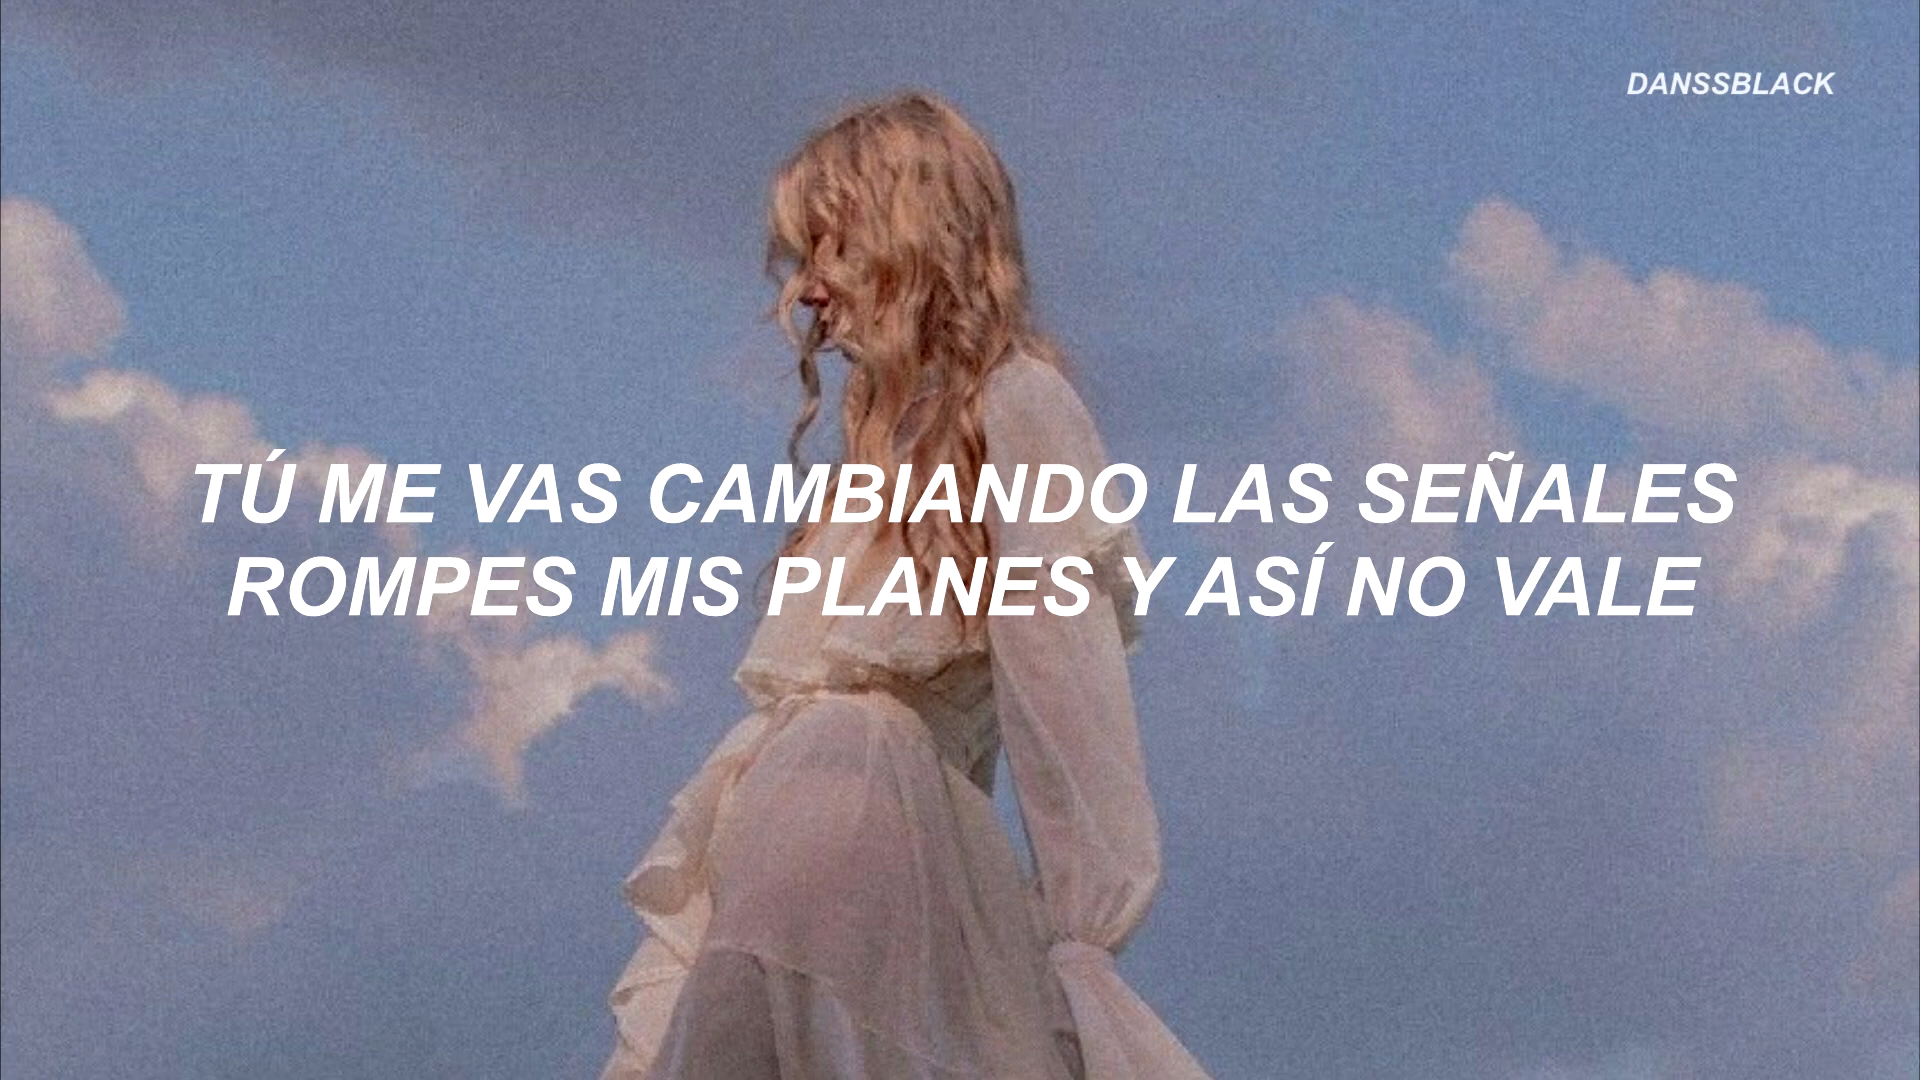 DANSSBLACK
TÚ ME VAS CAMBIANDO LAS SEÑALES
ROMPES MIS PLANES Y ASÍ NO VALE